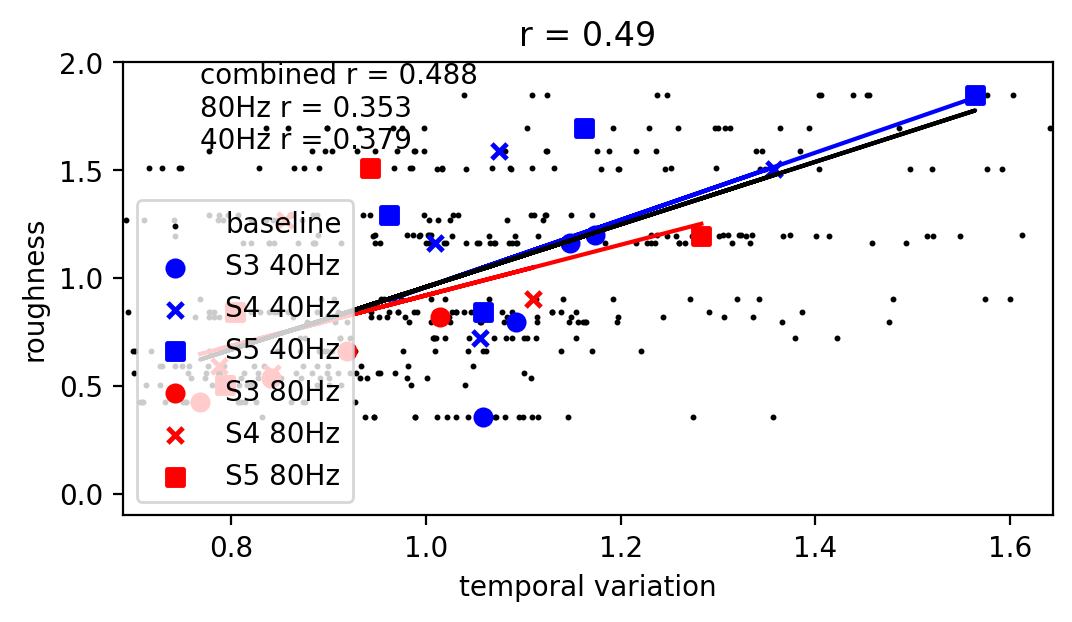 r = 0.49
combined r = 0.488
80Hz r = 0.353
40Hz r = 0.379
roughness
2.0
1.5
1.0
0.5
0.0
baseline
S3 40Hz
S4 40Hz
S5 40Hz
S3 80Hz
S4 80Hz
S5 80Hz
0.8 1.0 1.2 1.4 1.6
temporal variation